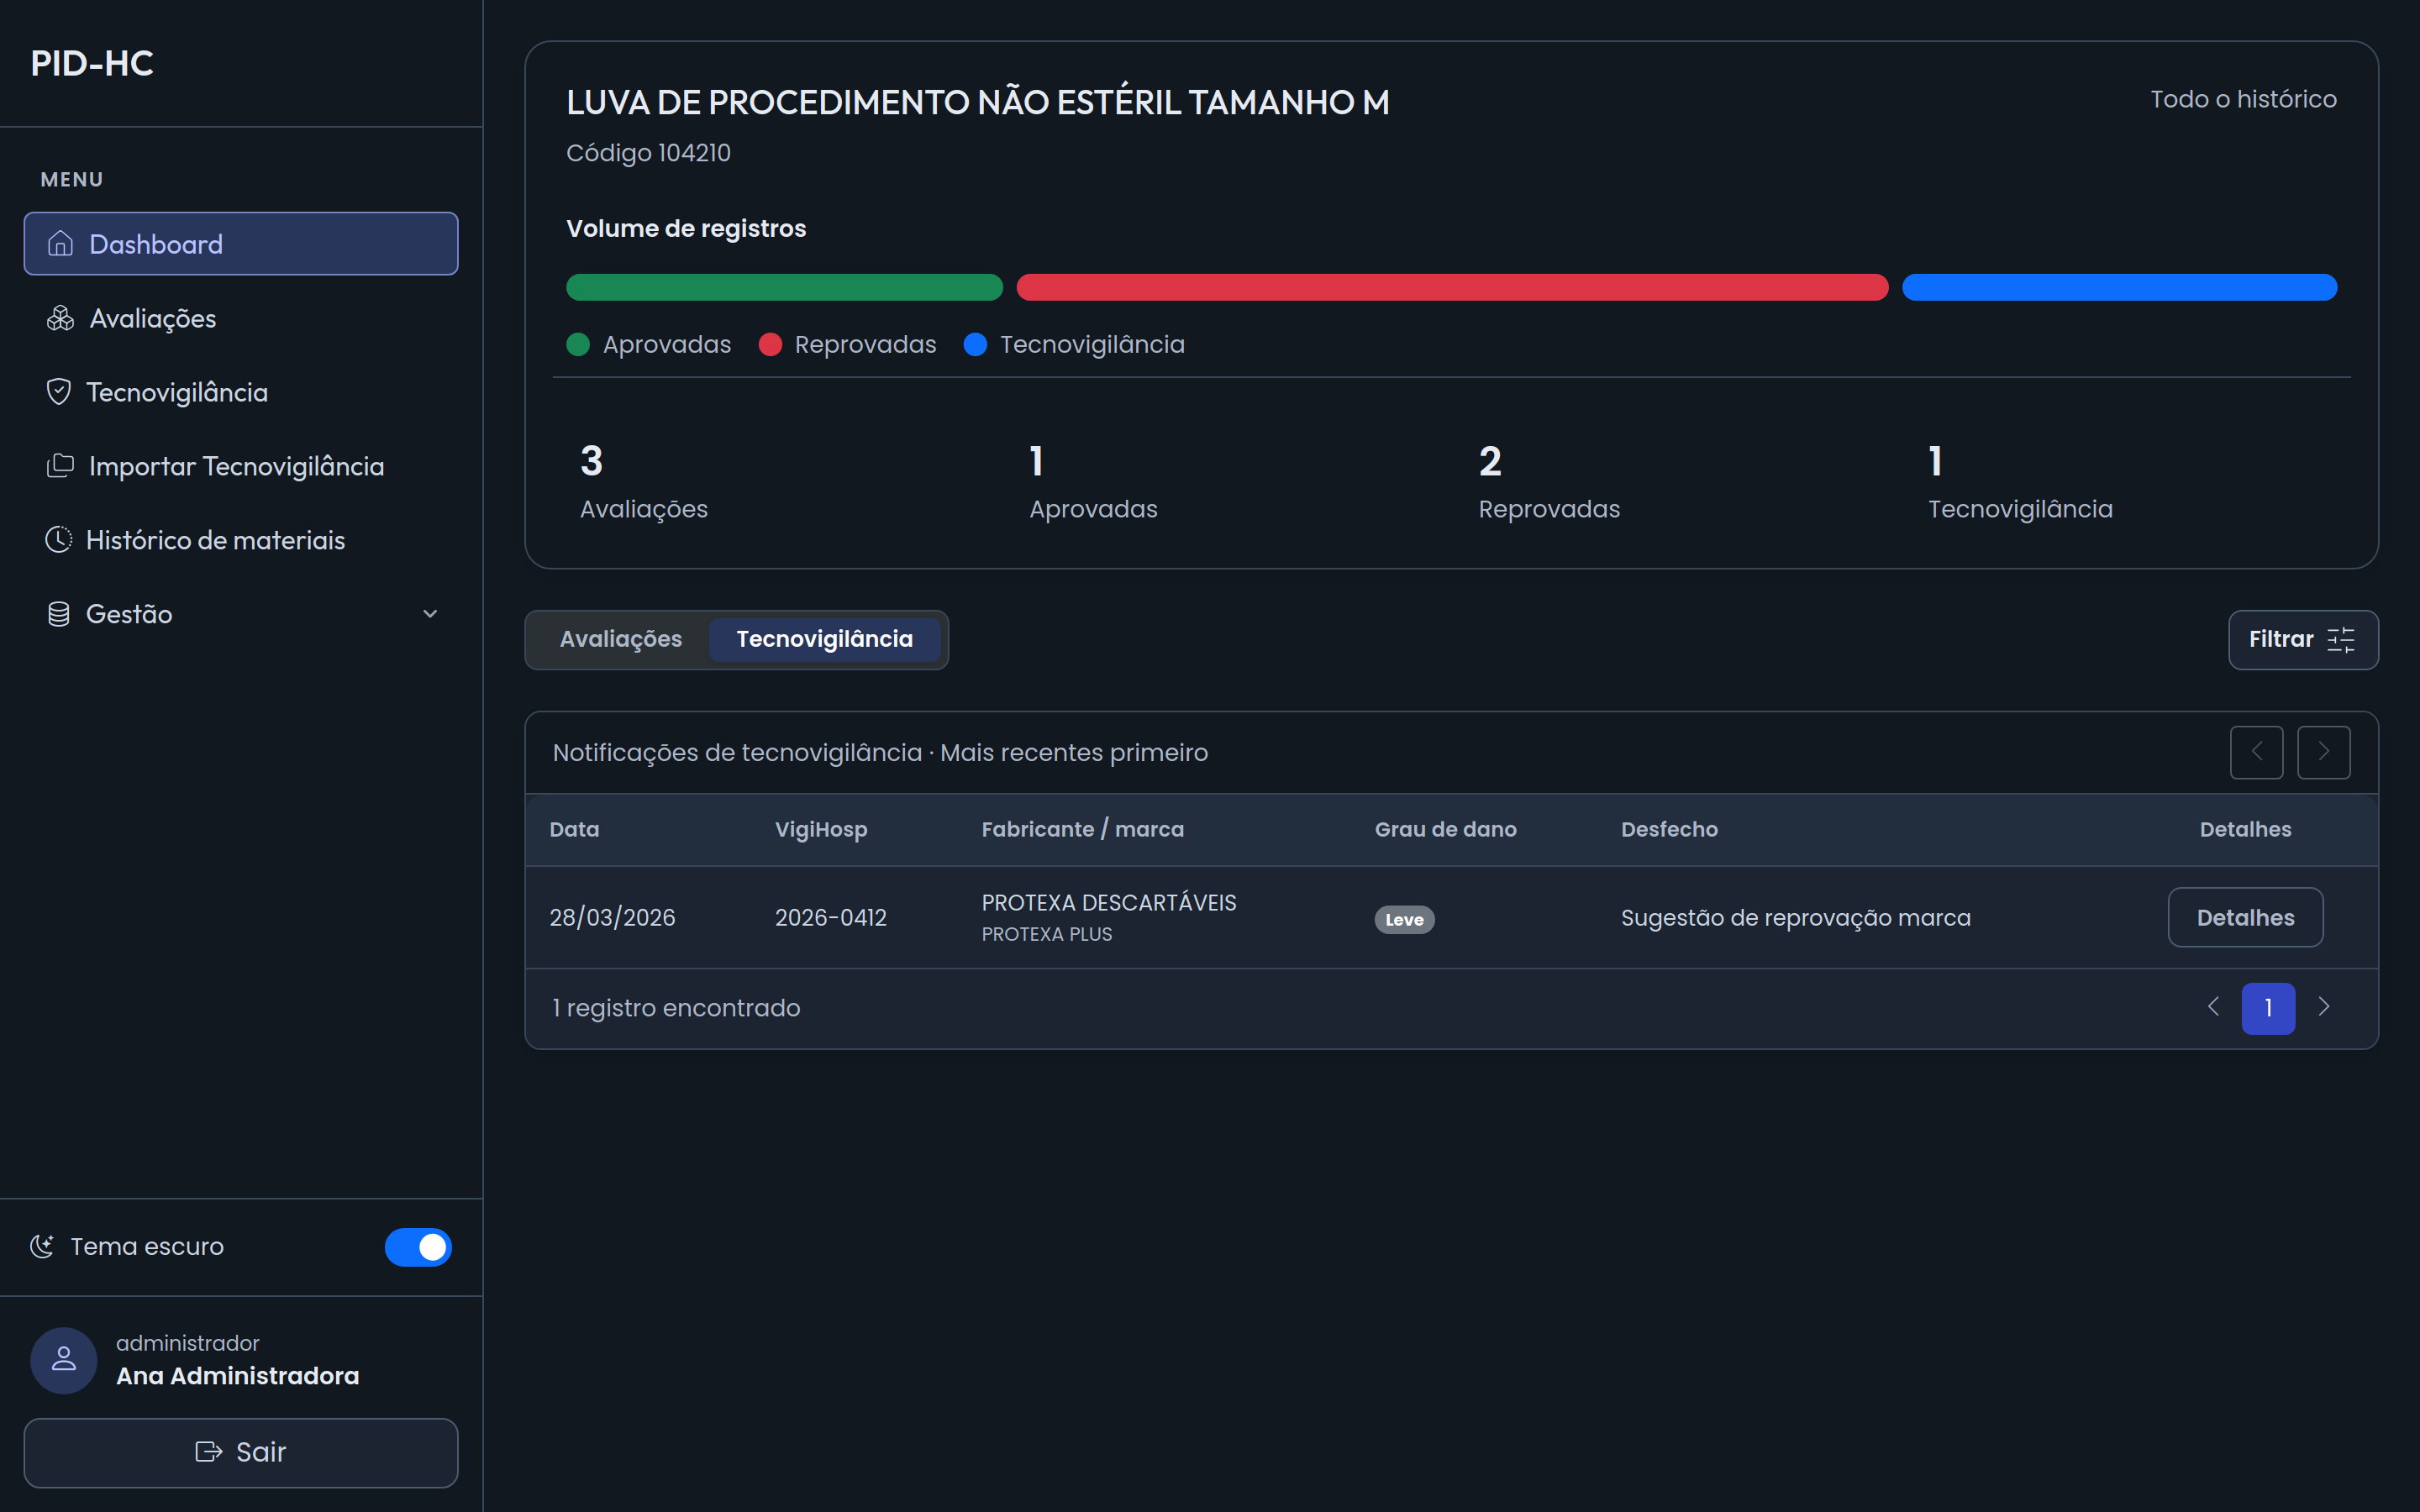 PID-HC
MENU
Dashboard
Avaliações
Tecnovigilância
Importar Tecnovigilância
Histórico de materiais
Gestão
Tema escuro
administrador
Ana Administradora
Sair
LUVA DE PROCEDIMENTO NÃO ESTÉRIL TAMANHO M
Todo o histórico
Código 104210
Volume de registros
Aprovadas Reprovadas Tecnovigilância
3 1 2 1
Avaliações Aprovadas Reprovadas Tecnovigilância
Avaliações Tecnovigilância Filtrar
Notificações de tecnovigilância · Mais recentes primeiro
Data VigiHosp Fabricante / marca Grau de dano Desfecho Detalhes
28/03/2026 2026-0412 PROTEXA DESCARTÁVEIS Leve Sugestão de reprovação marca Detalhes
PROTEXA PLUS
1 registro encontrado 1